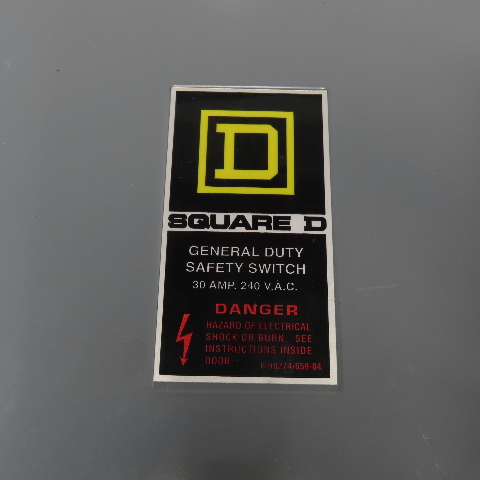 D
SQUARE D
GENERAL DUTY
SAFETY SWITCH
30 AMP. 240 V.A.C.
DANGER
HAZARD OF ELECTRICAL
SHOCK OR BURN. SEE
INSTRUCTIONS INSIDE
DOOR.